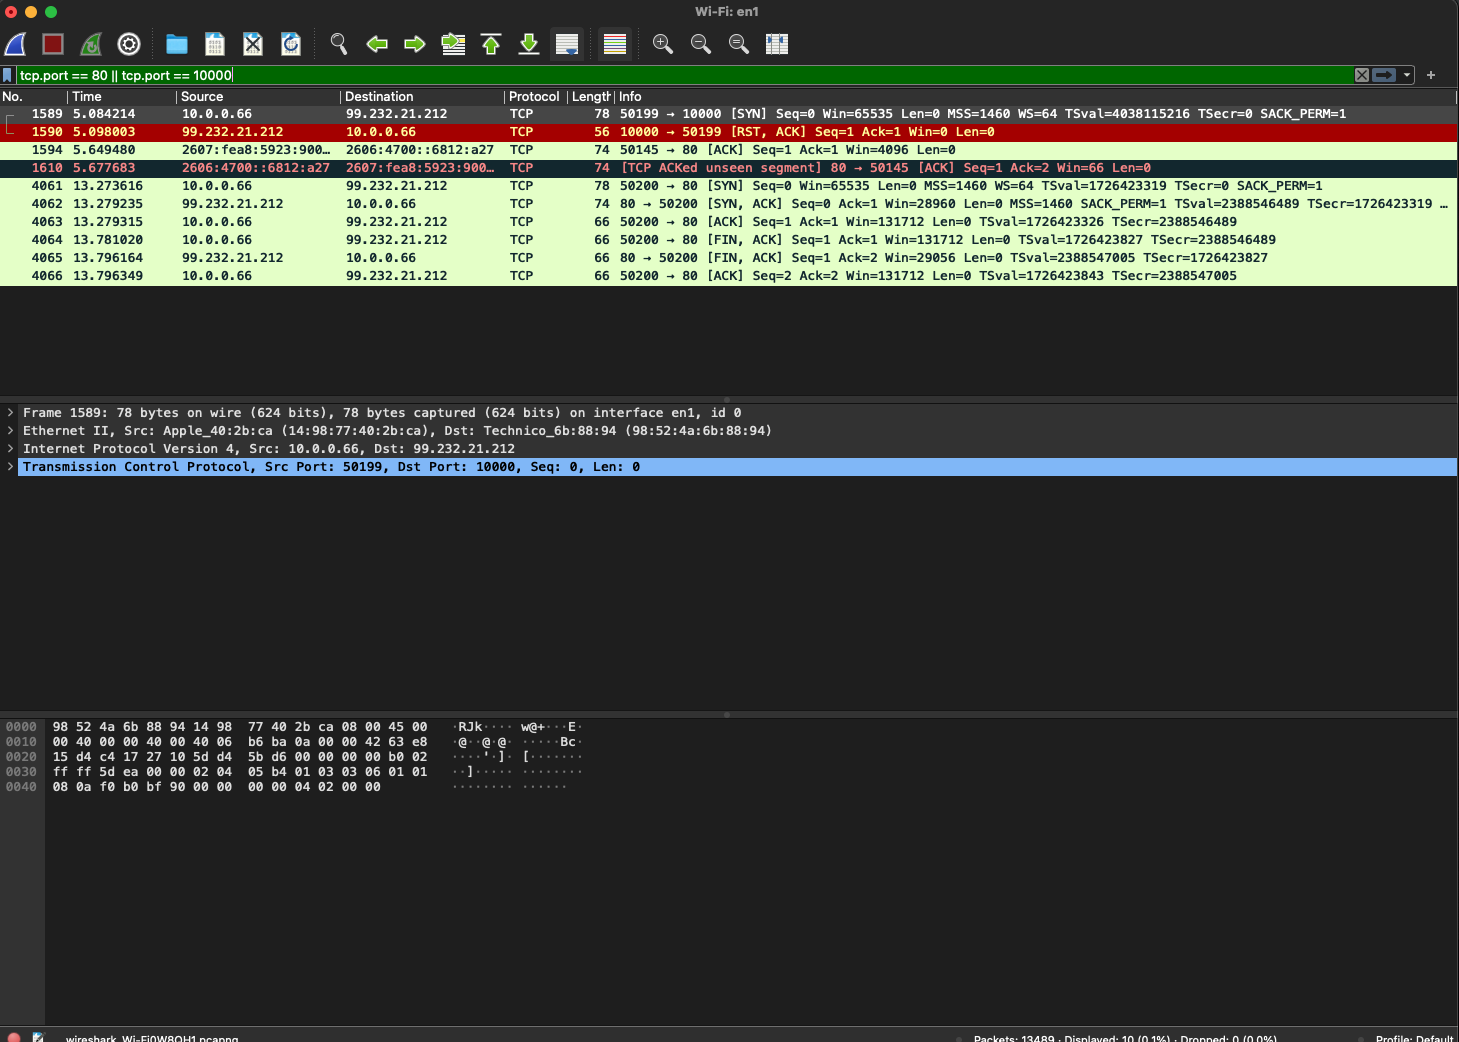 Wi-Fi: en1
tcp.port == 80 || tcp.port == 10000
No. Time Source Destination Protocol Length Info
1589 5.084214 10.0.0.66 99.232.21.212 TCP 78 50199 → 10000 [SYN] Seq=0 Win=65535 Len=0 MSS=1460 WS=64 TSval=4038115216 TSecr=0 SACK_PERM=1
1590 5.098003 99.232.21.212 10.0.0.66 TCP 56 10000 → 50199 [RST, ACK] Seq=1 Ack=1 Win=0 Len=0
1594 5.649480 2607:fea8:5923:900… 2606:4700::6812:a27 TCP 74 50145 → 80 [ACK] Seq=1 Ack=1 Win=4096 Len=0
1610 5.677683 2606:4700::6812:a27 2607:fea8:5923:900… TCP 74 [TCP ACKed unseen segment] 80 → 50145 [ACK] Seq=1 Ack=2 Win=66 Len=0
4061 13.273616 10.0.0.66 99.232.21.212 TCP 78 50200 → 80 [SYN] Seq=0 Win=65535 Len=0 MSS=1460 WS=64 TSval=1726423319 TSecr=0 SACK_PERM=1
4062 13.279235 99.232.21.212 10.0.0.66 TCP 74 80 → 50200 [SYN, ACK] Seq=0 Ack=1 Win=28960 Len=0 MSS=1460 SACK_PERM=1 TSval=2388546489 TSecr=1726423319 …
4063 13.279315 10.0.0.66 99.232.21.212 TCP 66 50200 → 80 [ACK] Seq=1 Ack=1 Win=131712 Len=0 TSval=1726423326 TSecr=2388546489
4064 13.781020 10.0.0.66 99.232.21.212 TCP 66 50200 → 80 [FIN, ACK] Seq=1 Ack=1 Win=131712 Len=0 TSval=1726423827 TSecr=2388546489
4065 13.796164 99.232.21.212 10.0.0.66 TCP 66 80 → 50200 [FIN, ACK] Seq=1 Ack=2 Win=29056 Len=0 TSval=2388547005 TSecr=1726423827
4066 13.796349 10.0.0.66 99.232.21.212 TCP 66 50200 → 80 [ACK] Seq=2 Ack=2 Win=131712 Len=0 TSval=1726423843 TSecr=2388547005
Frame 1589: 78 bytes on wire (624 bits), 78 bytes captured (624 bits) on interface en1, id 0
Ethernet II, Src: Apple_40:2b:ca (14:98:77:40:2b:ca), Dst: Technico_6b:88:94 (98:52:4a:6b:88:94)
Internet Protocol Version 4, Src: 10.0.0.66, Dst: 99.232.21.212
Transmission Control Protocol, Src Port: 50199, Dst Port: 10000, Seq: 0, Len: 0
0000 98 52 4a 6b 88 94 14 98 77 40 2b ca 08 00 45 00 ·RJk···· w@+···E·
0010 00 40 00 00 40 00 40 06 b6 ba 0a 00 00 42 63 e8 ·@··@·@· ·····Bc·
0020 15 d4 c4 17 27 10 5d d4 5b d6 00 00 00 00 b0 02 ····'·]· [·······
0030 ff ff 5d ea 00 00 02 04 05 b4 01 03 03 06 01 01 ··]····· ········
0040 08 0a f0 b0 bf 90 00 00 00 00 04 02 00 00 ········ ······
wireshark_Wi-Fi0W8QH1.pcapng Packets: 13489 · Displayed: 10 (0.1%) · Dropped: 0 (0.0%) Profile: Default